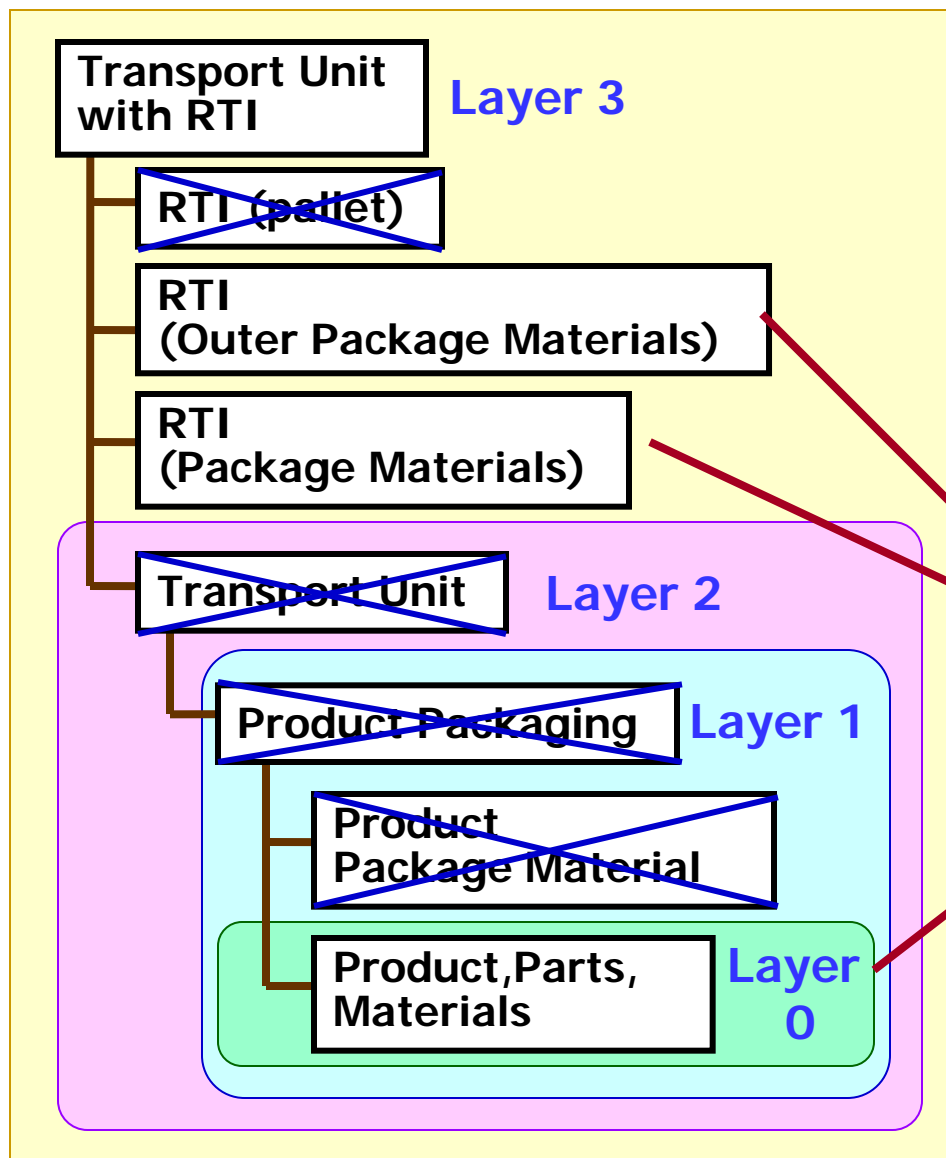 Transport Unit
with RTI
Layer 3
RTI (pallet)
RTI
(Outer Package Materials)
RTI
(Package Materials)
Transport Unit
Layer 2
Product Packaging
Layer 1
Product
Package Material
Product,Parts,
Materials
Layer
0